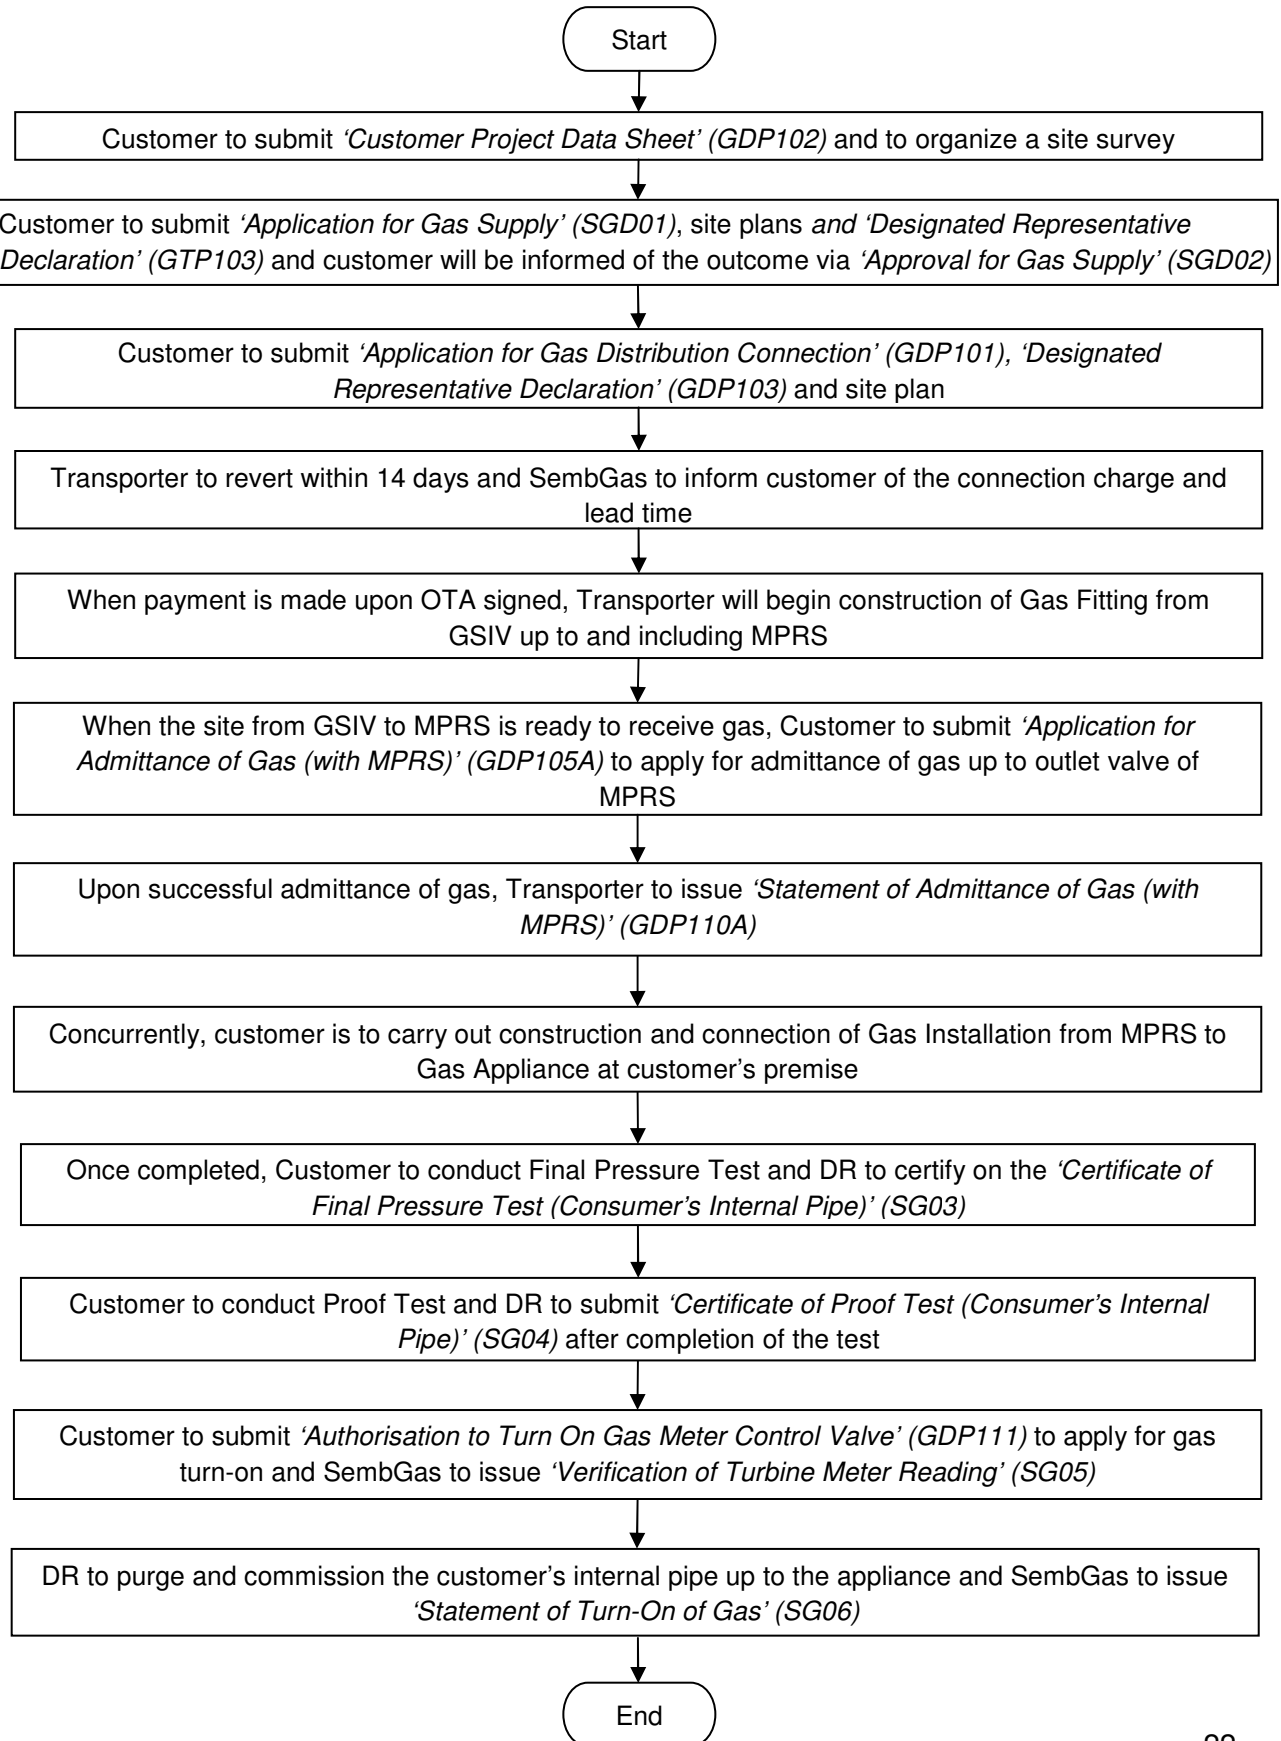 Start
Customer to submit ‘Customer Project Data Sheet’ (GDP102) and to organize a site survey
Customer to submit ‘Application for Gas Supply’ (SGD01), site plans and ‘Designated Representative
Declaration’ (GTP103) and customer will be informed of the outcome via ‘Approval for Gas Supply’ (SGD02)
Customer to submit ‘Application for Gas Distribution Connection’ (GDP101), ‘Designated
Representative Declaration’ (GDP103) and site plan
Transporter to revert within 14 days and SembGas to inform customer of the connection charge and
lead time
When payment is made upon OTA signed, Transporter will begin construction of Gas Fitting from
GSIV up to and including MPRS
When the site from GSIV to MPRS is ready to receive gas, Customer to submit ‘Application for
Admittance of Gas (with MPRS)’ (GDP105A) to apply for admittance of gas up to outlet valve of
MPRS
Upon successful admittance of gas, Transporter to issue ‘Statement of Admittance of Gas (with
MPRS)’ (GDP110A)
Concurrently, customer is to carry out construction and connection of Gas Installation from MPRS to
Gas Appliance at customer’s premise
Once completed, Customer to conduct Final Pressure Test and DR to certify on the ‘Certificate of
Final Pressure Test (Consumer’s Internal Pipe)’ (SG03)
Customer to conduct Proof Test and DR to submit ‘Certificate of Proof Test (Consumer’s Internal
Pipe)’ (SG04) after completion of the test
Customer to submit ‘Authorisation to Turn On Gas Meter Control Valve’ (GDP111) to apply for gas
turn-on and SembGas to issue ‘Verification of Turbine Meter Reading’ (SG05)
DR to purge and commission the customer’s internal pipe up to the appliance and SembGas to issue
‘Statement of Turn-On of Gas’ (SG06)
End